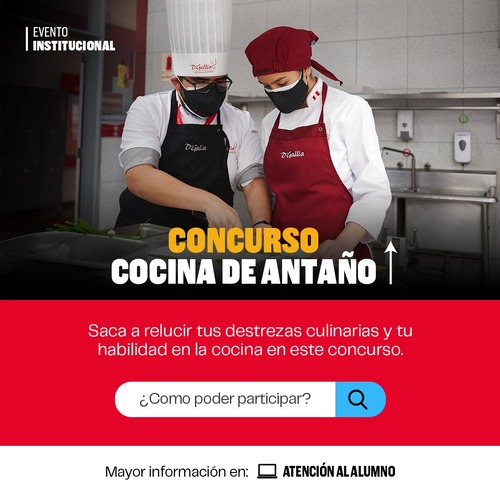 EVENTO
INSTITUCIONAL
D'Gallia
D'Gallia
D'Gallia
CONCURSO
COCINA DE ANTAÑO
Saca a relucir tus destrezas culinarias y tu
habilidad en la cocina en este concurso.
¿Como poder participar?
Mayor información en: ATENCIÓN AL ALUMNO